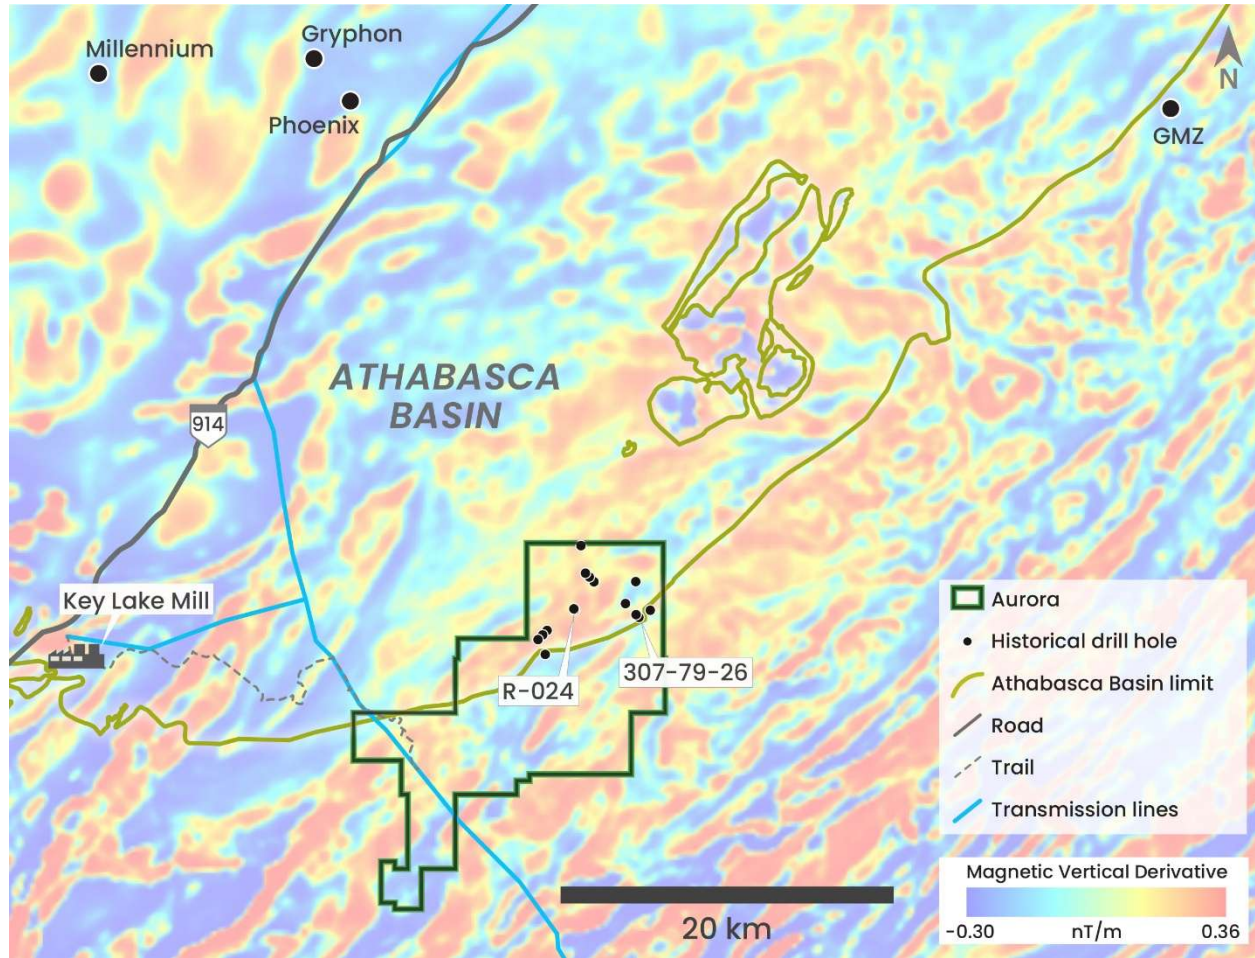 Millennium
Gryphon
Phoenix
N
GMZ
ATHABASCA
BASIN
914
Key Lake Mill
R-024
307-79-26
Aurora
Historical drill hole
Athabasca Basin limit
Road
Trail
Transmission lines
Magnetic Vertical Derivative
-0.30 nT/m 0.36
20 km